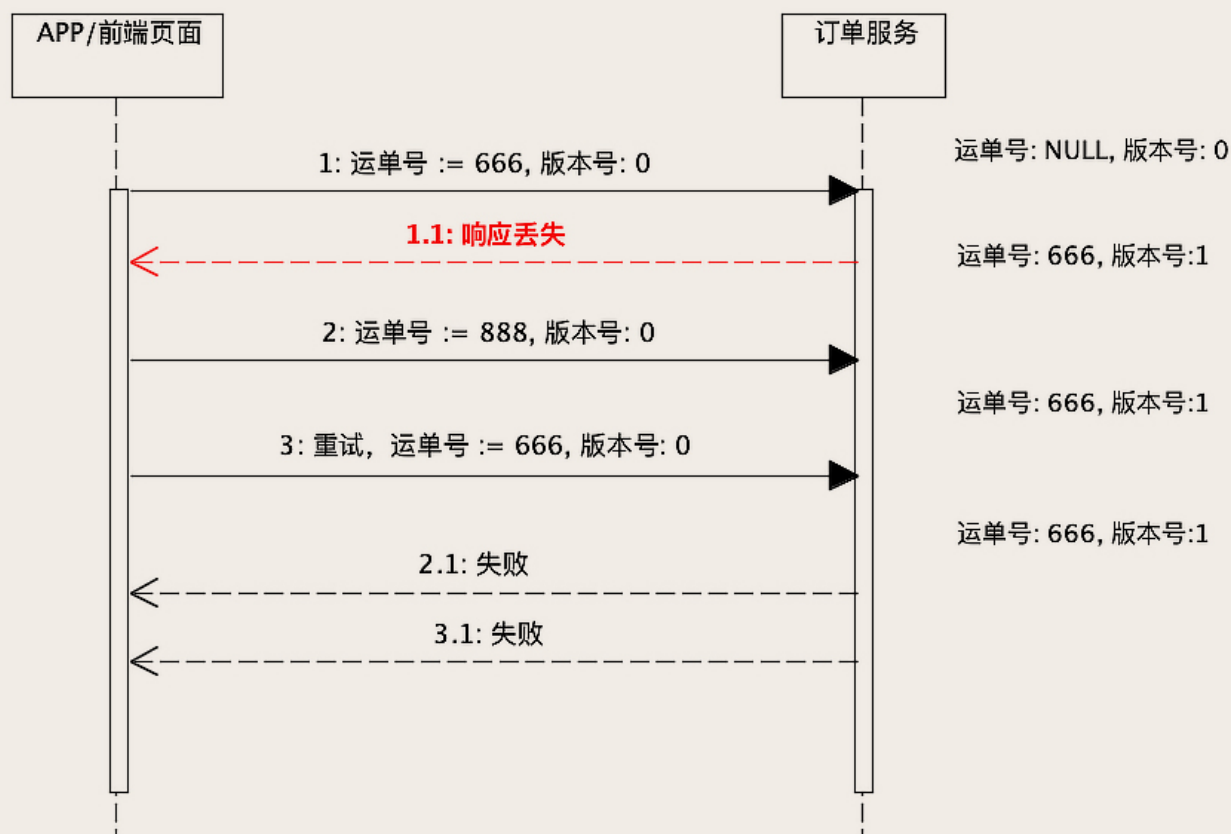 APP/前端页面
订单服务
1: 运单号 := 666, 版本号: 0
运单号: NULL, 版本号: 0
1.1: 响应丢失
运单号: 666, 版本号:1
2: 运单号 := 888, 版本号: 0
运单号: 666, 版本号:1
3: 重试，运单号 := 666, 版本号: 0
运单号: 666, 版本号:1
2.1: 失败
3.1: 失败